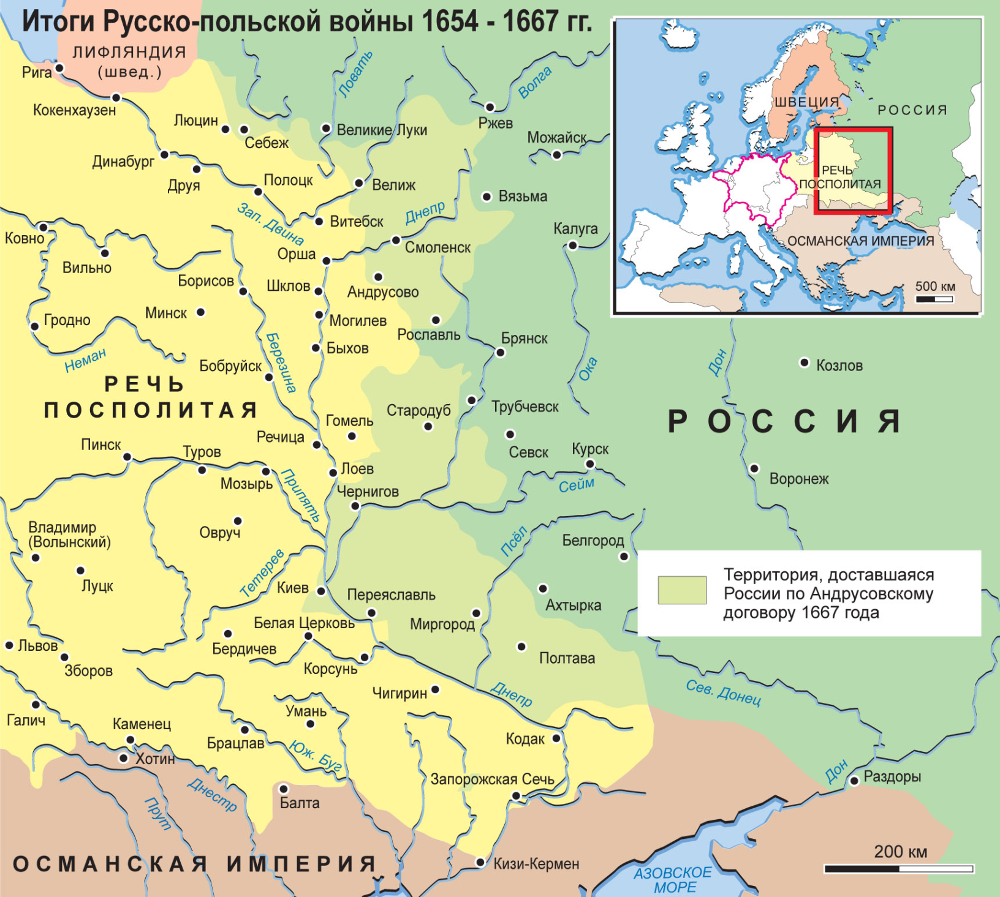 Итоги Русско-польской войны 1654 - 1667 гг.
ЛИФЛЯНДИЯ
(швед.)
Рига
Кокенхаузен
Люцин
Себеж
Ловать
Великие Луки
Волга
Ржев
Можайск
Динабург
Друя
Полоцк
Велиж
Вязьма
Зап. Двина
Витебск
Днепр
Калуга
Ковно
Вильно
Орша
Смоленск
Борисов
Шклов
Андрусово
Минск
Могилев
Рославль
Гродно
Быхов
Брянск
Неман
Березина
Бобруйск
Ока
Дон
Козлов
РЕЧЬ
ПОСПОЛИТАЯ
РОССИЯ
Стародуб
Трубчевск
Гомель
Речица
Севск
Курск
Пинск
Туров
Мозырь
Лоев
Припять
Чернигов
Сейм
Воронеж
Владимир
(Волынский)
Овруч
Псёл
Белгород
Луцк
Тетерев
Киев
Переяславль
Ахтырка
Белая Церковь
Миргород
Бердичев
Львов
Зборов
Корсунь
Полтава
Чигирин
Днепр
Сев. Донец
Галич
Каменец
Умань
Брацлав
Кодак
Хотин
Юж. Буг
Запорожская Сечь
Днестр
Прут
Балта
Дон
Раздоры
ОСМАНСКАЯ ИМПЕРИЯ
Кизи-Кермен
АЗОВСКОЕ
МОРЕ
200 км
ШВЕЦИЯ
РОССИЯ
РЕЧЬ
ПОСПОЛИТАЯ
ОСМАНСКАЯ ИМПЕРИЯ
500 км
Территория, доставшаяся
России по Андрусовскому
договору 1667 года